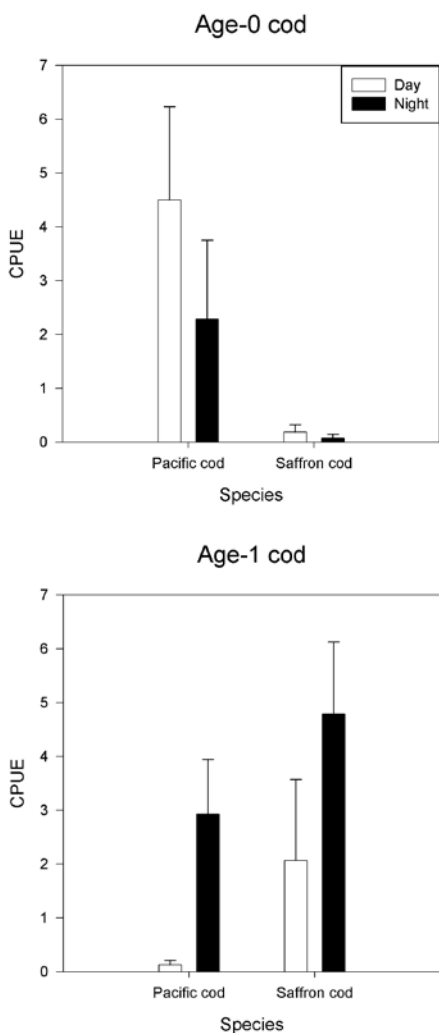 Age-0 cod
7
6
5
4
3
2
1
0
CPUE
Day
Night
Pacific cod
Saffron cod
Species
Age-1 cod
7
6
5
4
3
2
1
0
CPUE
Pacific cod
Saffron cod
Species